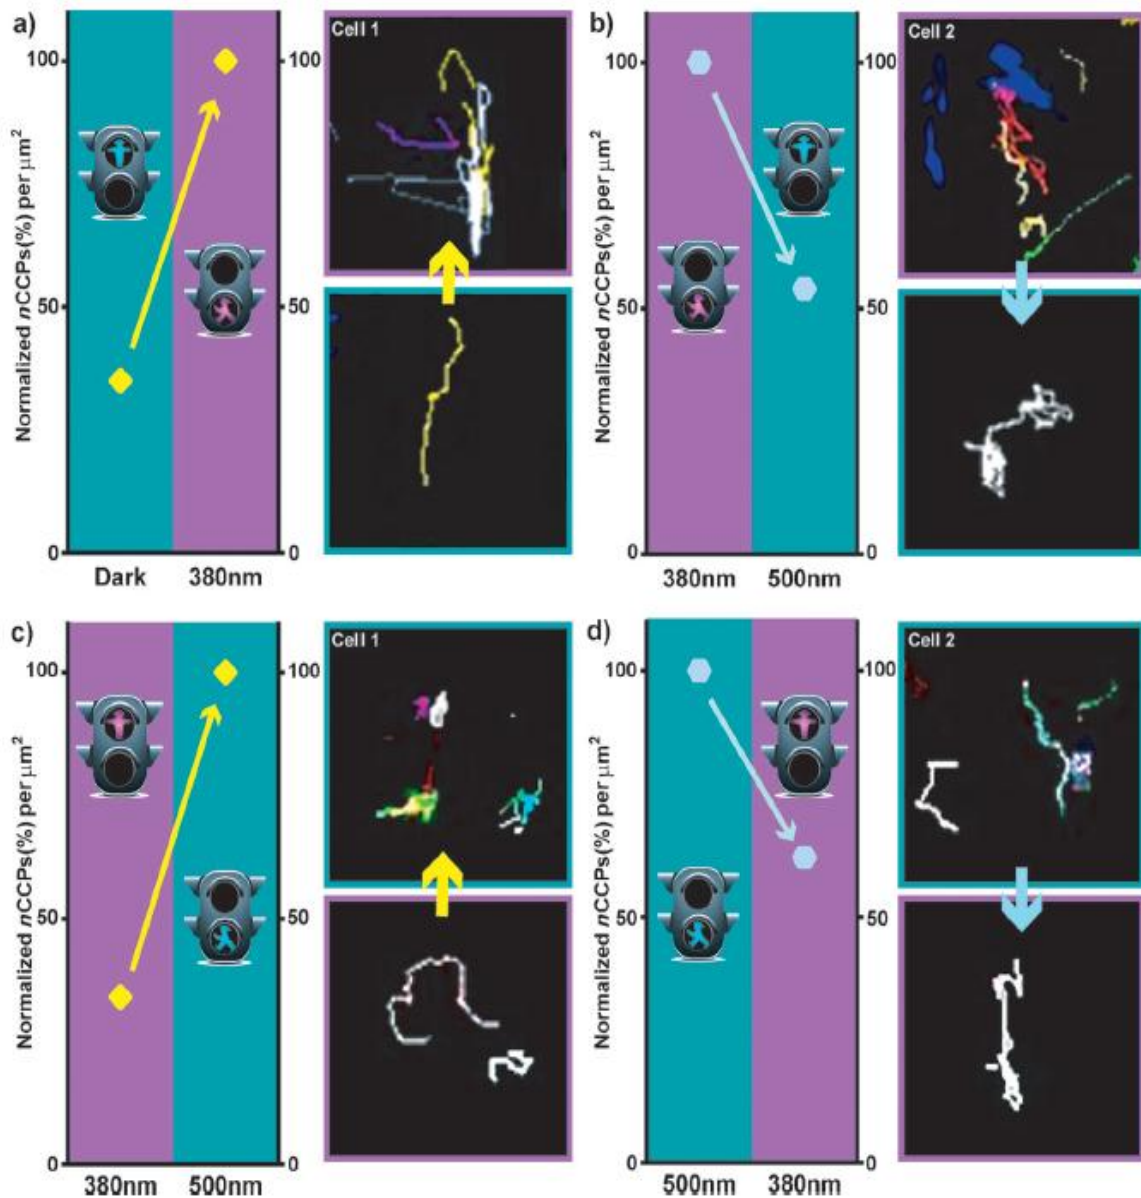 a)
Normalized nCCPs(%) per μm²
100
50
0
100
50
0
Dark 380nm
Cell 1
b)
Normalized nCCPs(%) per μm²
100
50
0
100
50
0
380nm 500nm
Cell 2
c)
Normalized nCCPs(%) per μm²
100
50
0
100
50
0
380nm 500nm
Cell 1
d)
Normalized nCCPs(%) per μm²
100
50
0
100
50
0
500nm 380nm
Cell 2